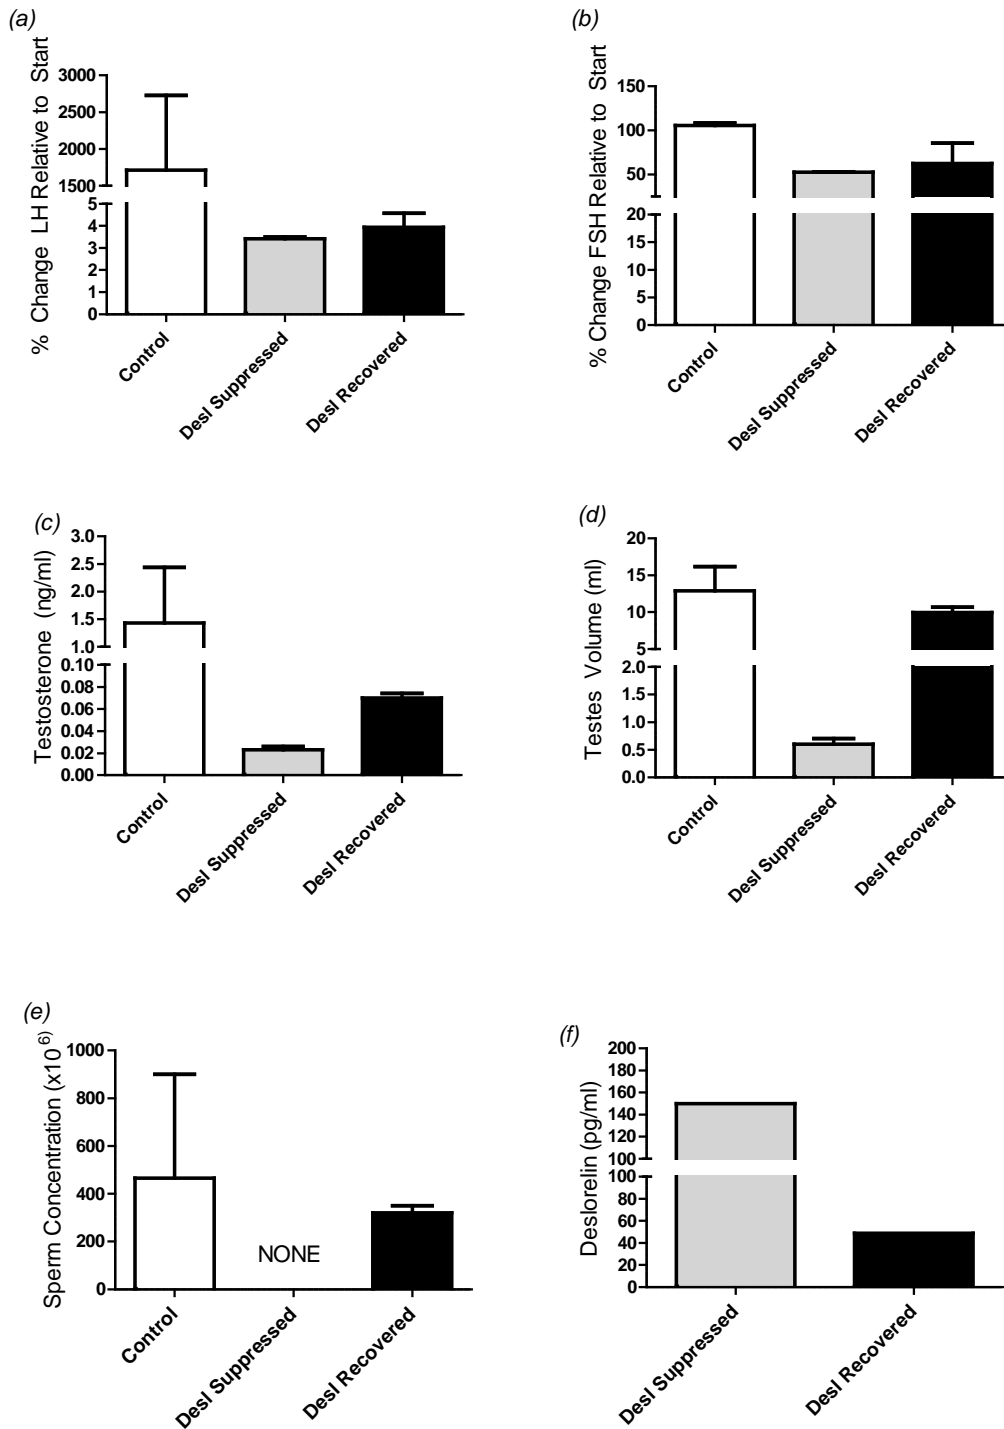 (a)
% Change LH Relative to Start
3000
2500
2000
1500
5
4
3
2
1
0
Control
Desl Suppressed
Desl Recovered
(b)
% Change FSH Relative to Start
150
100
50
20
15
10
5
0
Control
Desl Suppressed
Desl Recovered
(c)
Testosterone (ng/ml)
3.0
2.5
2.0
1.5
1.0
0.10
0.08
0.06
0.04
0.02
0.00
Control
Desl Suppressed
Desl Recovered
(d)
Testes Volume (ml)
20
15
10
5
2.0
1.5
1.0
0.5
0.0
Control
Desl Suppressed
Desl Recovered
(e)
Sperm Concentration (x10⁶)
1000
800
600
400
200
0
NONE
Control
Desl Suppressed
Desl Recovered
(f)
Deslorelin (pg/ml)
200
180
160
140
120
100
100
80
60
40
20
0
Desl Suppressed
Desl Recovered